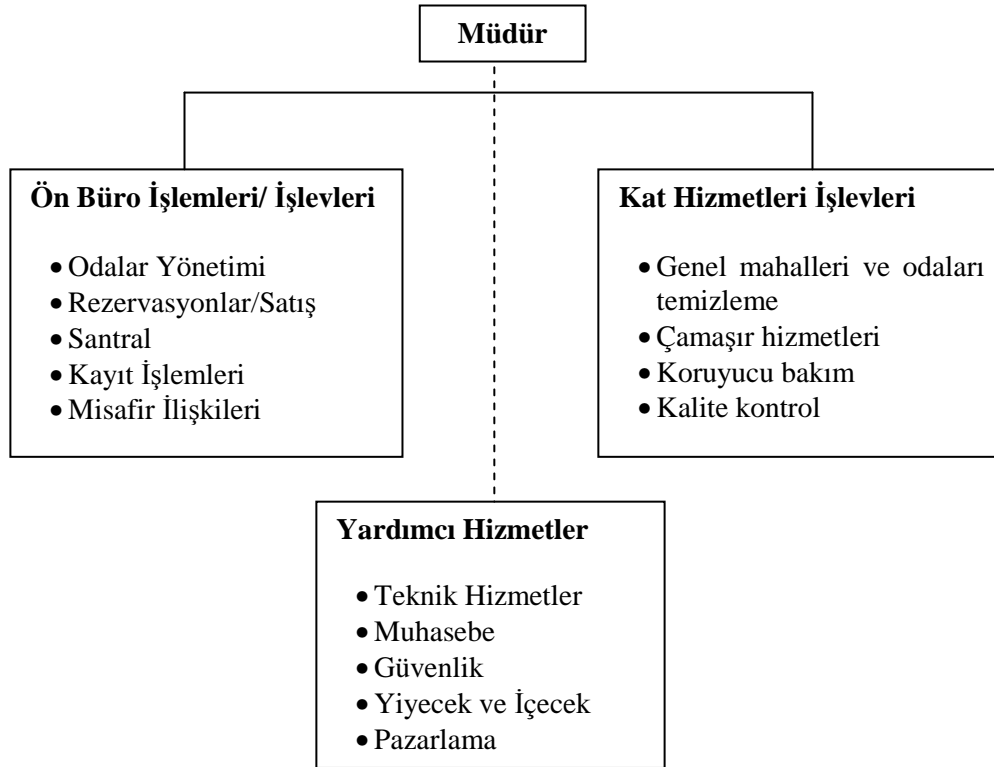 Müdür
Ön Büro İşlemleri/ İşlevleri
• Odalar Yönetimi
• Rezervasyonlar/Satış
• Santral
• Kayıt İşlemleri
• Misafir İlişkileri
Kat Hizmetleri İşlevleri
• Genel mahalleri ve odaları
temizleme
• Çamaşır hizmetleri
• Koruyucu bakım
• Kalite kontrol
Yardımcı Hizmetler
• Teknik Hizmetler
• Muhasebe
• Güvenlik
• Yiyecek ve İçecek
• Pazarlama